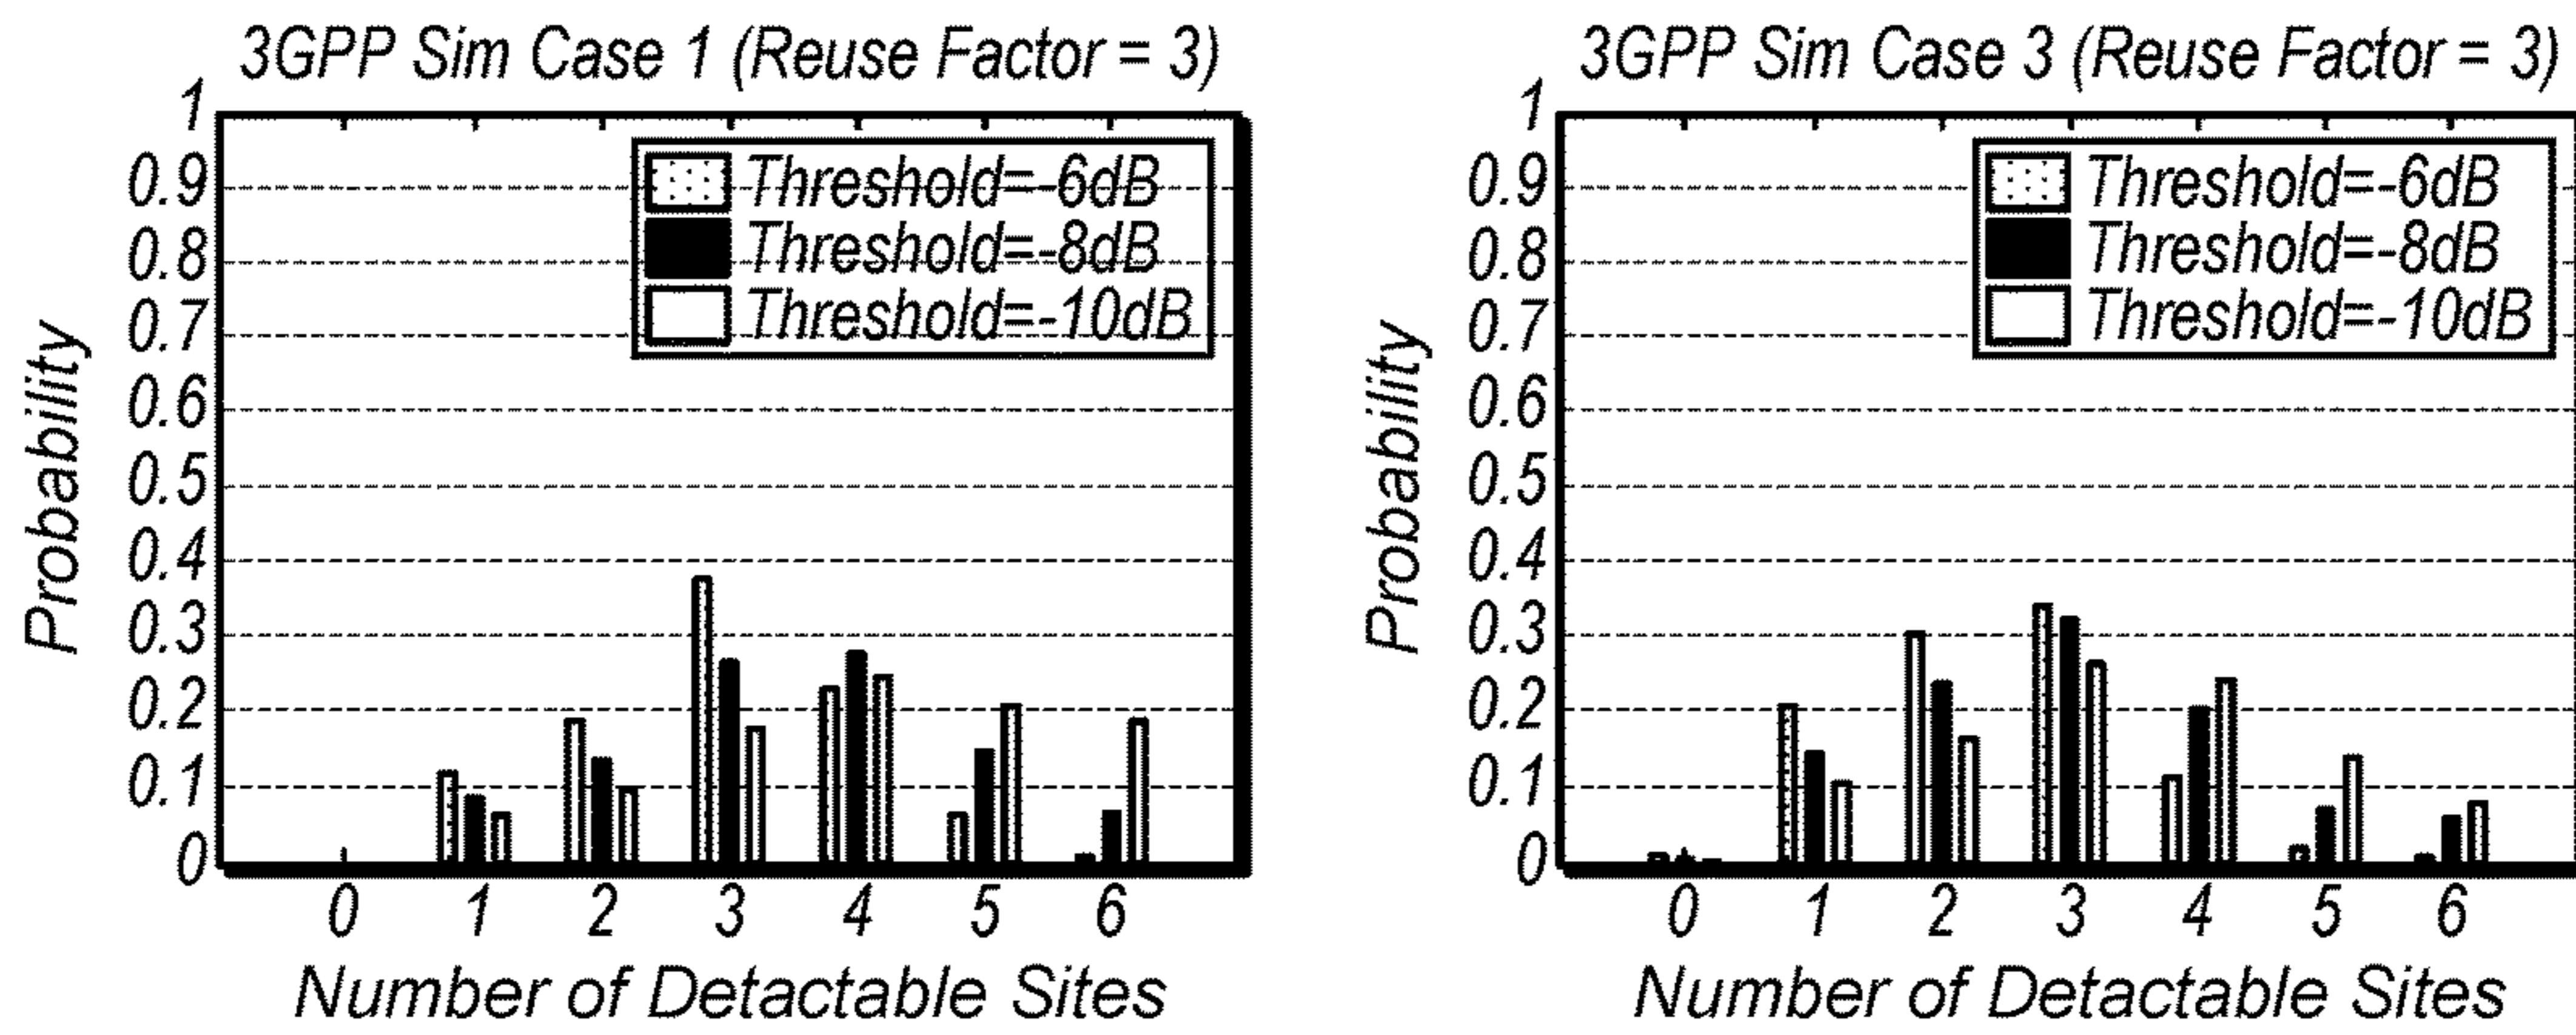 3GPP Sim Case 1 (Reuse Factor = 3)
1
0.9
0.8
0.7
0.6
0.5
0.4
0.3
0.2
0.1
0
Probability
Threshold=-6dB
Threshold=-8dB
Threshold=-10dB
0 1 2 3 4 5 6
Number of Detactable Sites
3GPP Sim Case 3 (Reuse Factor = 3)
1
0.9
0.8
0.7
0.6
0.5
0.4
0.3
0.2
0.1
0
Probability
Threshold=-6dB
Threshold=-8dB
Threshold=-10dB
0 1 2 3 4 5 6
Number of Detactable Sites